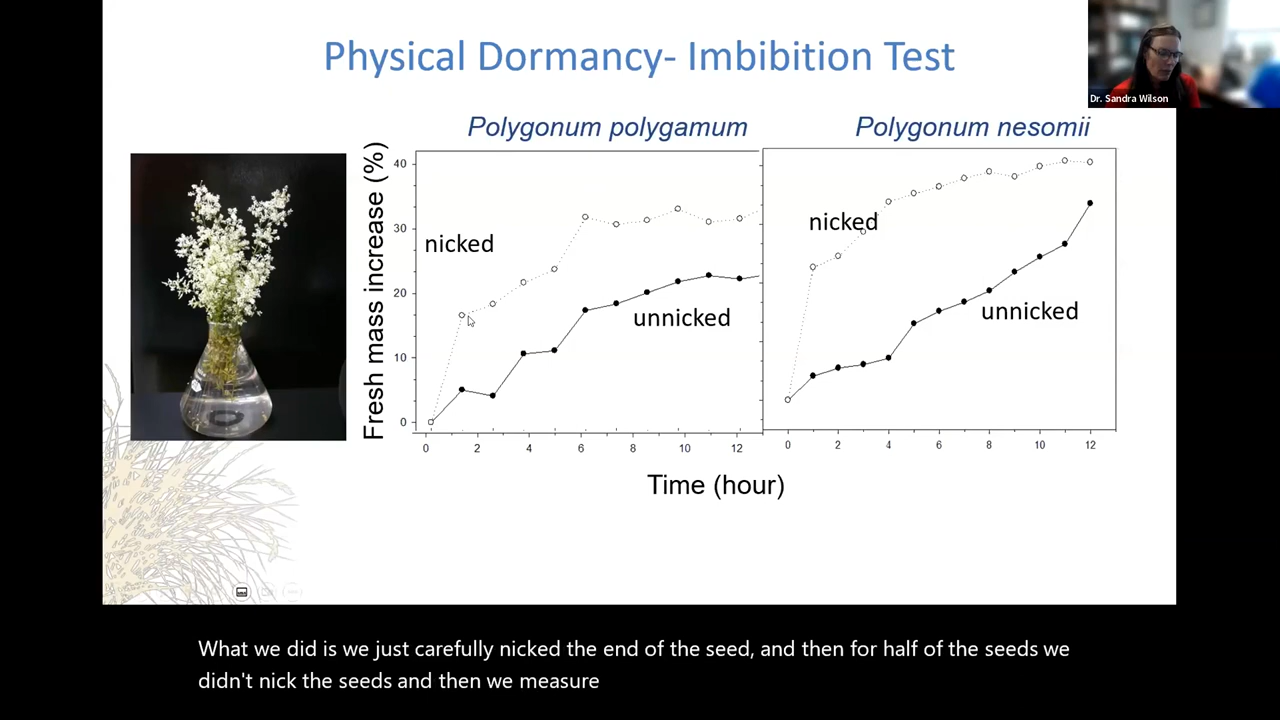 Physical Dormancy- Imbibition Test
Dr. Sandra Wilson
Polygonum polygamum
Polygonum nesomii
Fresh mass increase (%)
40
30
20
10
0
nicked
unnicked
0 2 4 6 8 10 12
nicked
unnicked
0 2 4 6 8 10 12
Time (hour)
What we did is we just carefully nicked the end of the seed, and then for half of the seeds we
didn't nick the seeds and then we measure